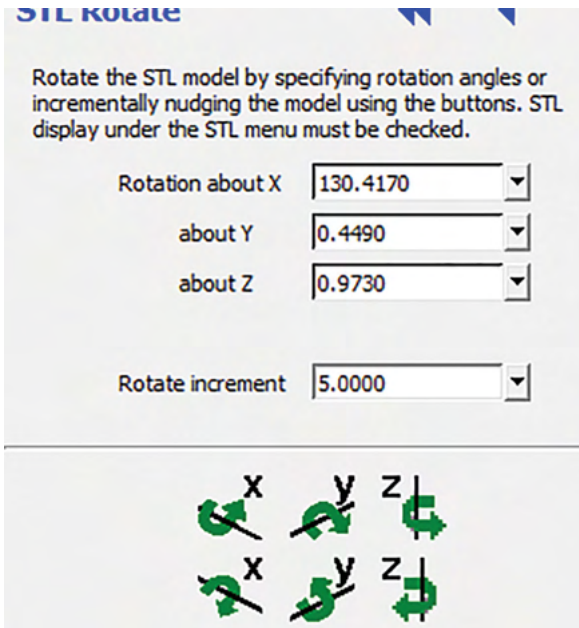 STL Rotate
Rotate the STL model by specifying rotation angles or
incrementally nudging the model using the buttons. STL
display under the STL menu must be checked.
Rotation about X 130.4170
about Y 0.4490
about Z 0.9730
Rotate increment 5.0000
x y z
x y z